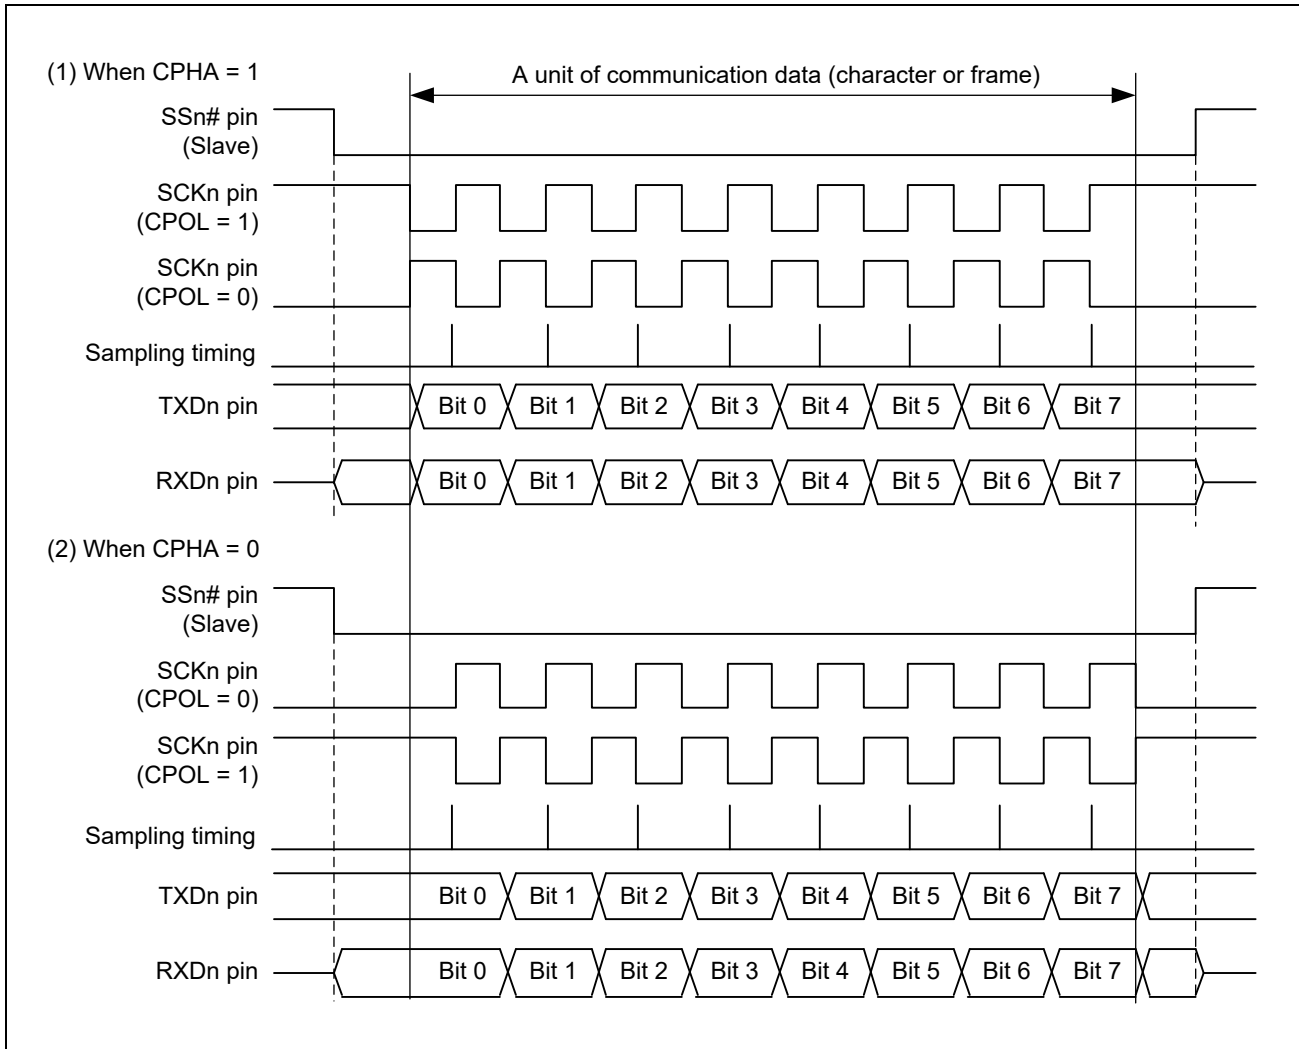 (1) When CPHA = 1
A unit of communication data (character or frame)
SSn# pin
(Slave)
SCKn pin
(CPOL = 1)
SCKn pin
(CPOL = 0)
Sampling timing
TXDn pin Bit 0 Bit 1 Bit 2 Bit 3 Bit 4 Bit 5 Bit 6 Bit 7
RXDn pin Bit 0 Bit 1 Bit 2 Bit 3 Bit 4 Bit 5 Bit 6 Bit 7
(2) When CPHA = 0
SSn# pin
(Slave)
SCKn pin
(CPOL = 0)
SCKn pin
(CPOL = 1)
Sampling timing
TXDn pin Bit 0 Bit 1 Bit 2 Bit 3 Bit 4 Bit 5 Bit 6 Bit 7
RXDn pin Bit 0 Bit 1 Bit 2 Bit 3 Bit 4 Bit 5 Bit 6 Bit 7